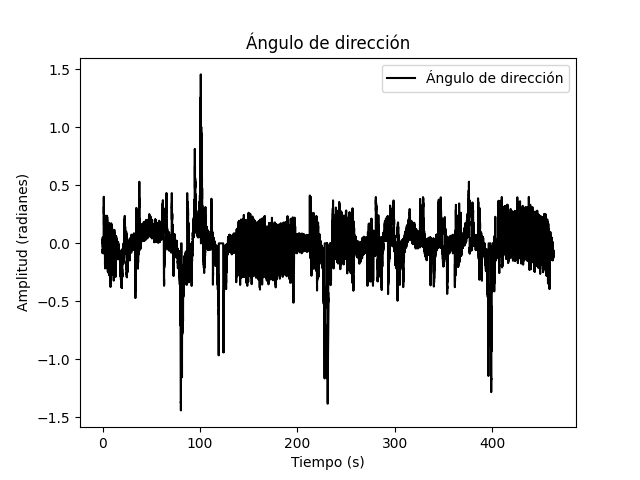 Ángulo de dirección
Ángulo de dirección
Amplitud (radianes)
1.5
1.0
0.5
0.0
−0.5
−1.0
−1.5
0 100 200 300 400
Tiempo (s)